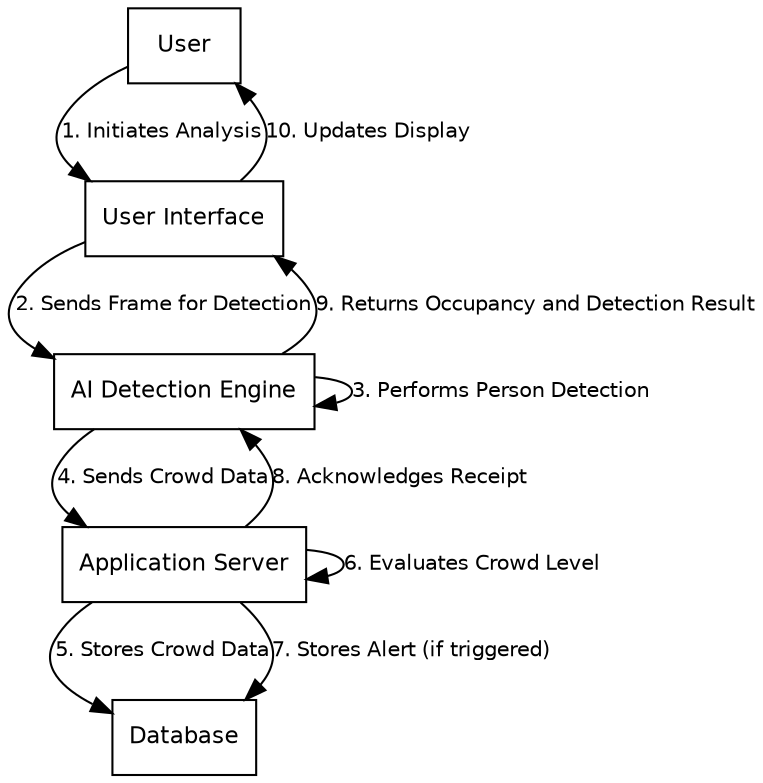 User
1. Initiates Analysis
10. Updates Display
User Interface
2. Sends Frame for Detection
9. Returns Occupancy and Detection Result
AI Detection Engine
3. Performs Person Detection
4. Sends Crowd Data
8. Acknowledges Receipt
Application Server
6. Evaluates Crowd Level
5. Stores Crowd Data
7. Stores Alert (if triggered)
Database